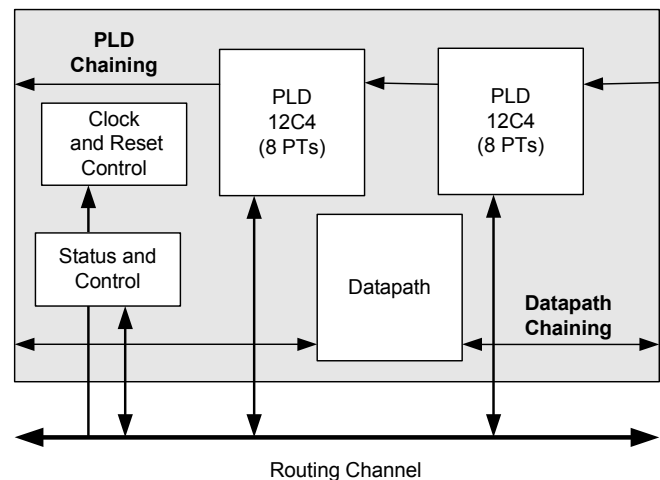 PLD
Chaining
PLD
12C4
(8 PTs)
PLD
12C4
(8 PTs)
Clock
and Reset
Control
Status and
Control
Datapath
Datapath
Chaining
Routing Channel